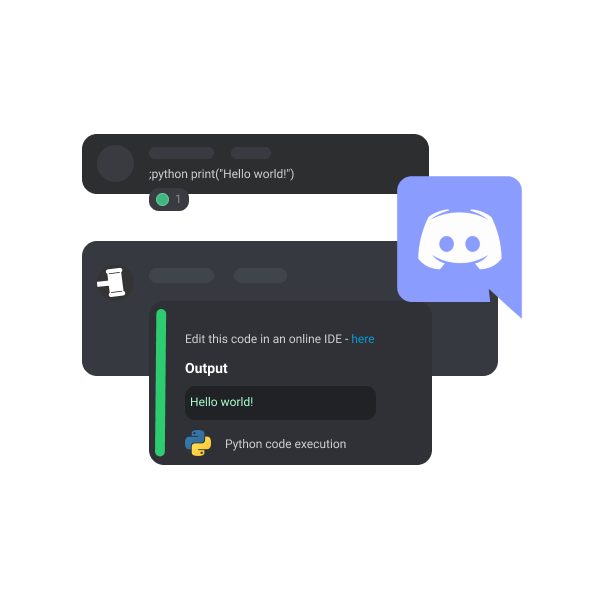 ;python print("Hello world!")
1
Edit this code in an online IDE - here
Output
Hello world!
Python code execution